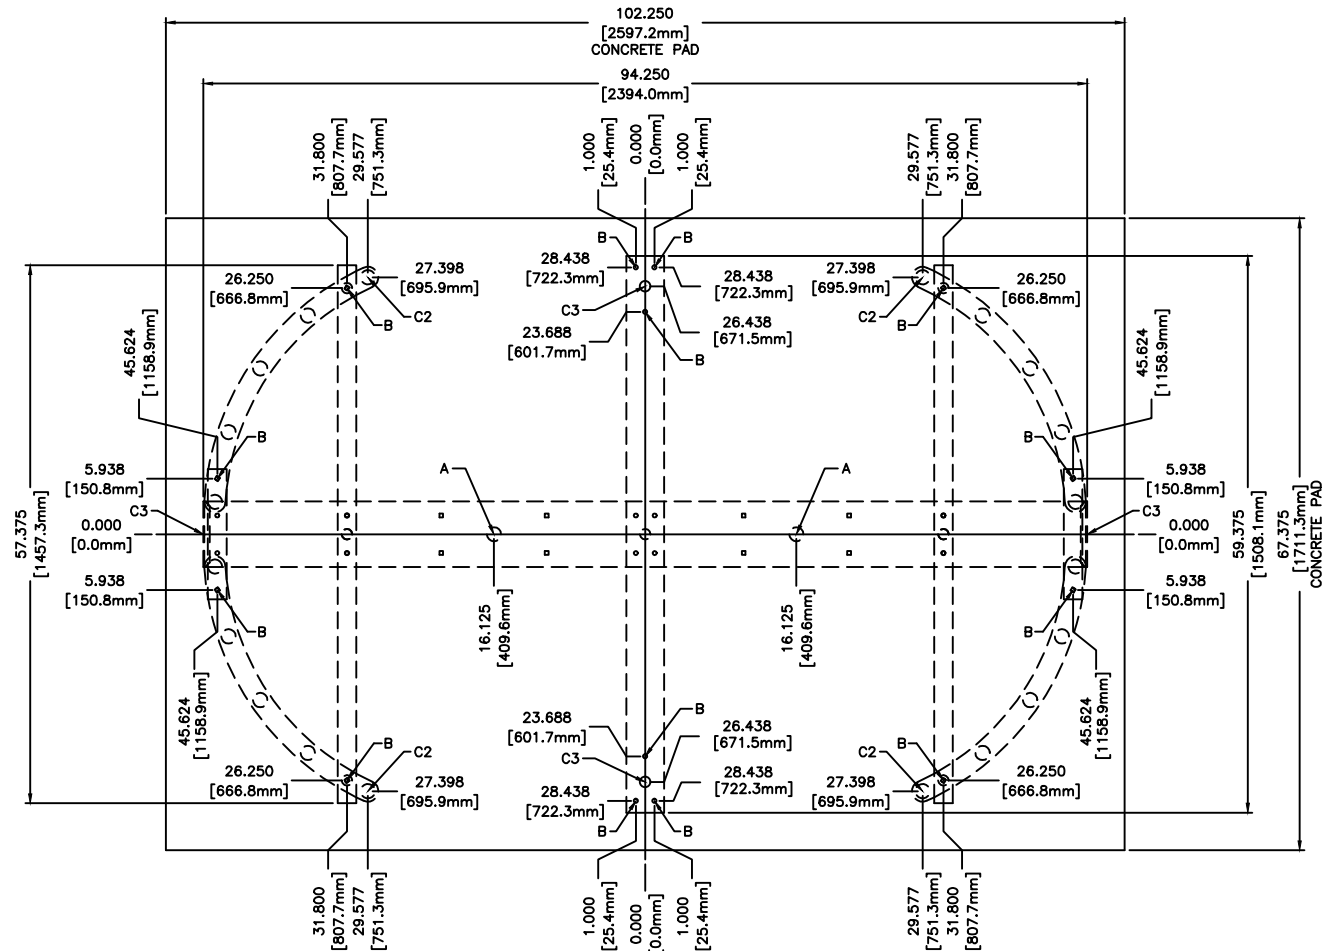 102.250
[2597.2mm]
CONCRETE PAD
94.250
[2394.0mm]
31.800
[807.7mm]
29.577
[751.3mm]
1.000
[25.4mm]
0.000
[0.0mm]
1.000
[25.4mm]
29.577
[751.3mm]
31.800
[807.7mm]
B
B
26.250
[666.8mm]
27.398
[695.9mm]
28.438
[722.3mm]
28.438
[722.3mm]
27.398
[695.9mm]
26.250
[666.8mm]
B
C2
C3
23.688
[601.7mm]
26.438
[671.5mm]
B
C2
B
45.624
[1158.9mm]
45.624
[1158.9mm]
B
A
A
B
5.938
[150.8mm]
5.938
[150.8mm]
C3
0.000
[0.0mm]
C3
0.000
[0.0mm]
57.375
[1457.3mm]
59.375
[1508.1mm]
67.375
[1711.3mm]
CONCRETE PAD
5.938
[150.8mm]
5.938
[150.8mm]
B
B
16.125
[409.6mm]
16.125
[409.6mm]
45.624
[1158.9mm]
45.624
[1158.9mm]
23.688
[601.7mm]
B
26.438
[671.5mm]
B
C2
C3
C2
B
26.250
[666.8mm]
27.398
[695.9mm]
28.438
[722.3mm]
28.438
[722.3mm]
27.398
[695.9mm]
26.250
[666.8mm]
B
B
31.800
[807.7mm]
29.577
[751.3mm]
1.000
[25.4mm]
0.000
[0.0mm]
1.000
[25.4mm]
29.577
[751.3mm]
31.800
[807.7mm]